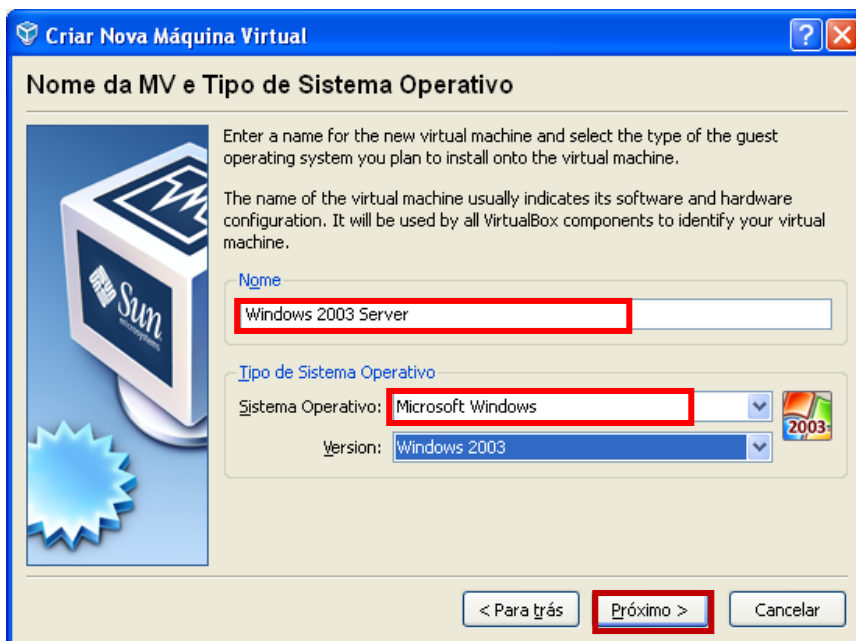 Criar Nova Máquina Virtual
Nome da MV e Tipo de Sistema Operativo
Enter a name for the new virtual machine and select the type of the guest
operating system you plan to install onto the virtual machine.
The name of the virtual machine usually indicates its software and hardware
configuration. It will be used by all VirtualBox components to identify your virtual
machine.
Sun
microsystems
Nome
Windows 2003 Server
Tipo de Sistema Operativo
Sistema Operativo: Microsoft Windows
2003
Version: Windows 2003
< Para trás Próximo > Cancelar